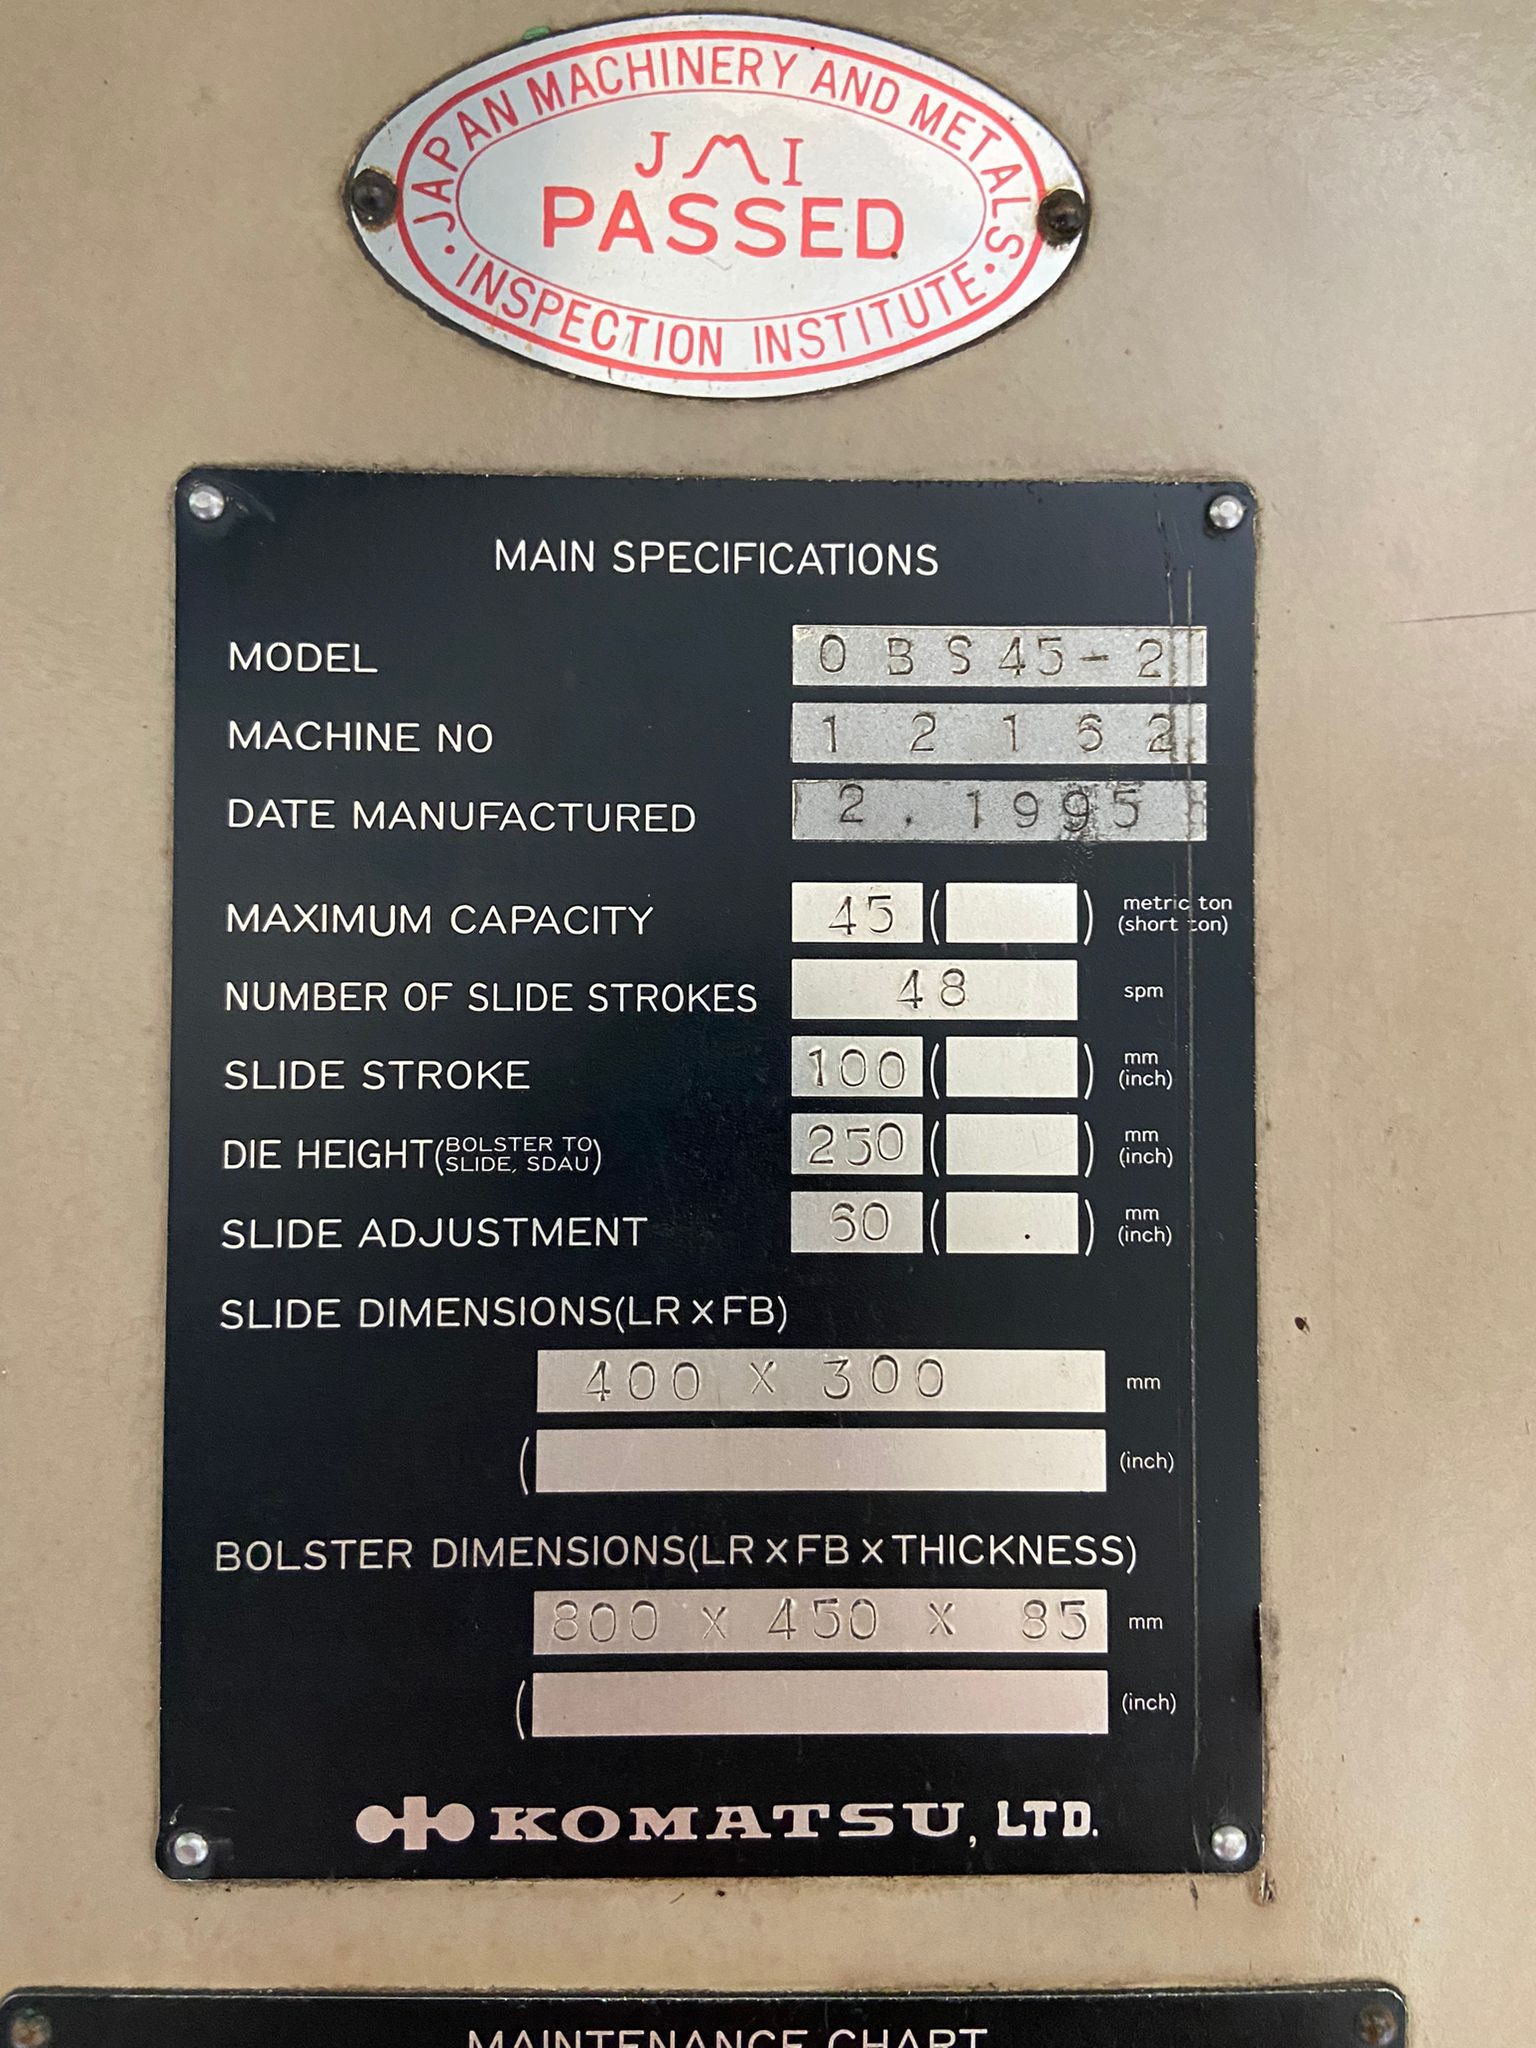 JAPAN MACHINERY AND METALS
JMI
PASSED
INSPECTION INSTITUTE
MAIN SPECIFICATIONS
MODEL OBS45-2
MACHINE NO 12162
DATE MANUFACTURED 2.1995
MAXIMUM CAPACITY 45 ( ) metric ton (short ton)
NUMBER OF SLIDE STROKES 48 spm
SLIDE STROKE 100 ( ) mm (inch)
DIE HEIGHT (BOLSTER TO SLIDE, SDAU) 250 ( ) mm (inch)
SLIDE ADJUSTMENT 60 ( . ) mm (inch)
SLIDE DIMENSIONS(LR x FB)
400 x 300 mm
( (inch)
BOLSTER DIMENSIONS(LR x FB x THICKNESS)
800 x 450 x 85 mm
( (inch)
KOMATSU, LTD.
MAINTENANCE CHART